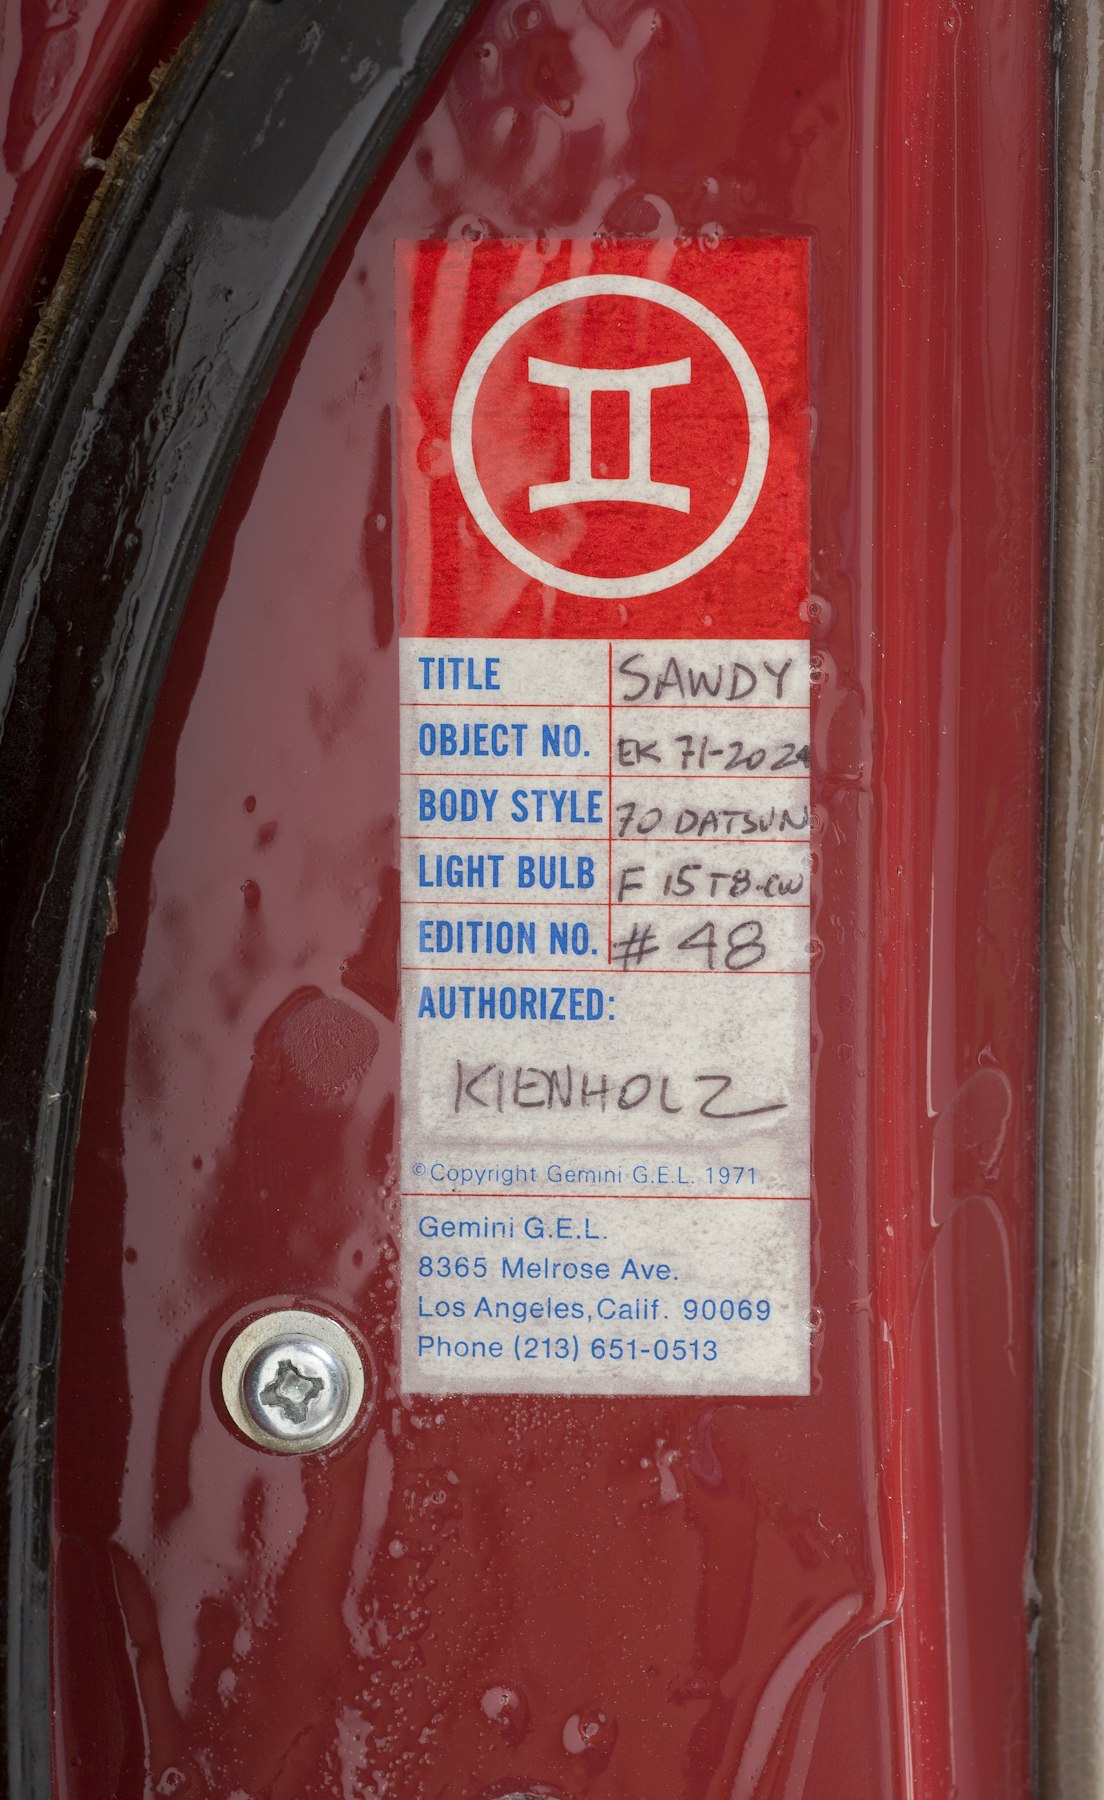 TITLE SAWDY
OBJECT NO. EK 71-2024
BODY STYLE 70 DATSUN
LIGHT BULB F 15T8-CW
EDITION NO. # 48
AUTHORIZED:
KIENHOLZ
©Copyright Gemini G.E.L. 1971
Gemini G.E.L.
8365 Melrose Ave.
Los Angeles, Calif. 90069
Phone (213) 651-0513